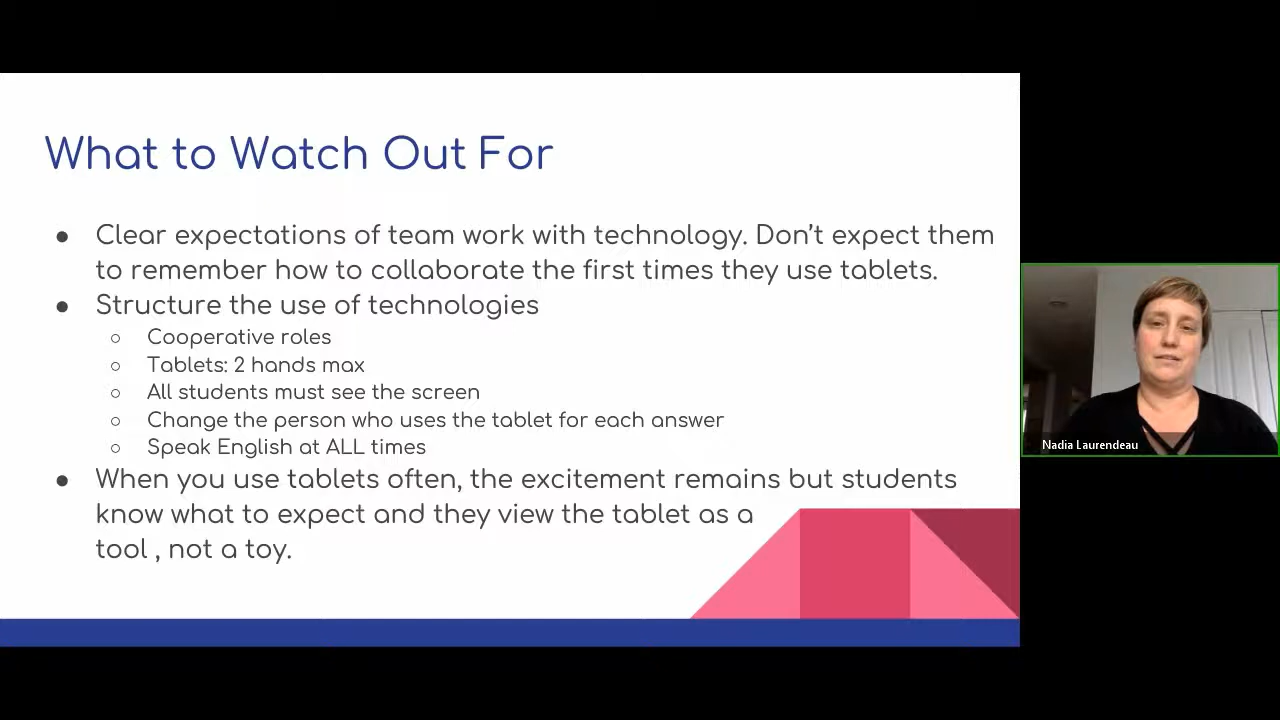 What to Watch Out For
● Clear expectations of team work with technology. Don’t expect them
to remember how to collaborate the first times they use tablets.
● Structure the use of technologies
○ Cooperative roles
○ Tablets: 2 hands max
○ All students must see the screen
○ Change the person who uses the tablet for each answer
○ Speak English at ALL times
● When you use tablets often, the excitement remains but students
know what to expect and they view the tablet as a
tool , not a toy.
Nadia Laurendeau